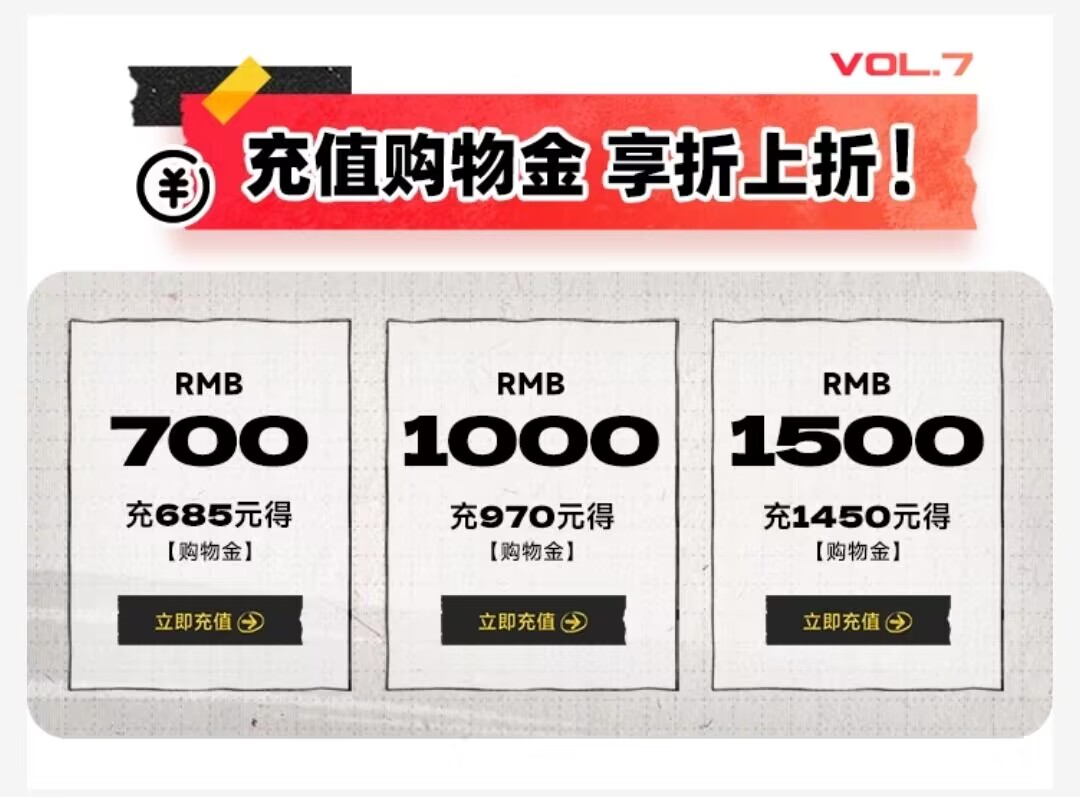 VOL.7
充值购物金 享折上折!
RMB
700
充685元得
【购物金】
立即充值
RMB
1000
充970元得
【购物金】
立即充值
RMB
1500
充1450元得
【购物金】
立即充值